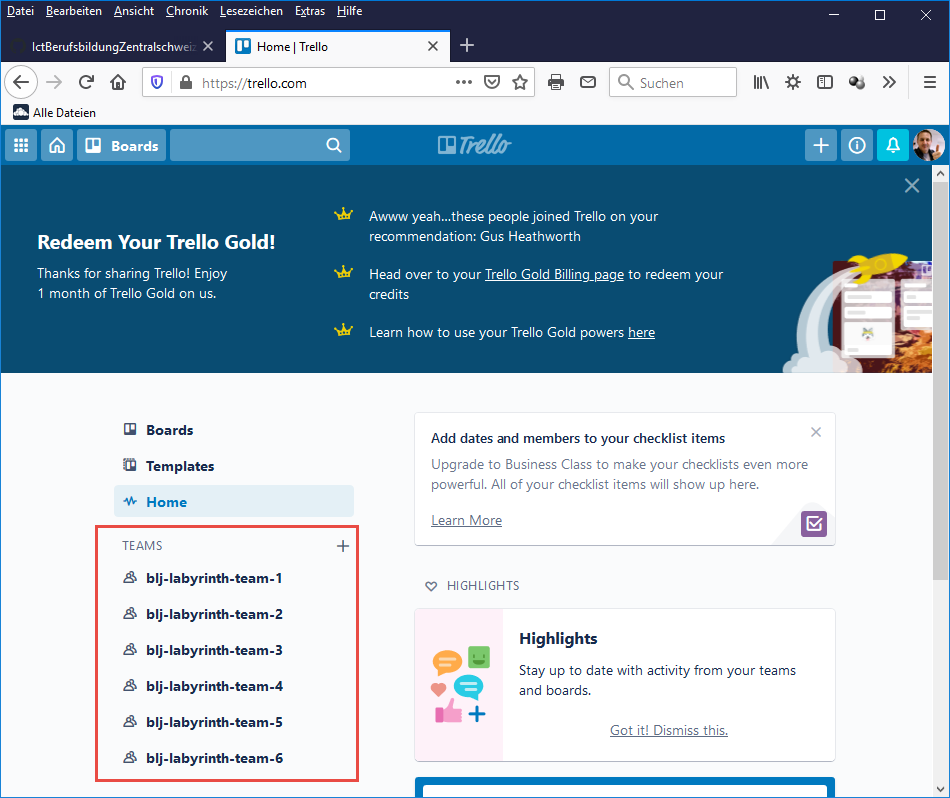 Datei Bearbeiten Ansicht Chronik Lesezeichen Extras Hilfe
IctBerufsbildungZentralschweiz
Home | Trello
https://trello.com
Suchen
Alle Dateien
Boards
Trello
Redeem Your Trello Gold!
Thanks for sharing Trello! Enjoy
1 month of Trello Gold on us.
Awww yeah...these people joined Trello on your
recommendation: Gus Heathworth
Head over to your Trello Gold Billing page to redeem your
credits
Learn how to use your Trello Gold powers here
Boards
Templates
Home
TEAMS
blj-labyrinth-team-1
blj-labyrinth-team-2
blj-labyrinth-team-3
blj-labyrinth-team-4
blj-labyrinth-team-5
blj-labyrinth-team-6
Add dates and members to your checklist items
Upgrade to Business Class to make your checklists even more
powerful. All of your checklist items will show up here.
Learn More
HIGHLIGHTS
Highlights
Stay up to date with activity from your teams
and boards.
Got it! Dismiss this.